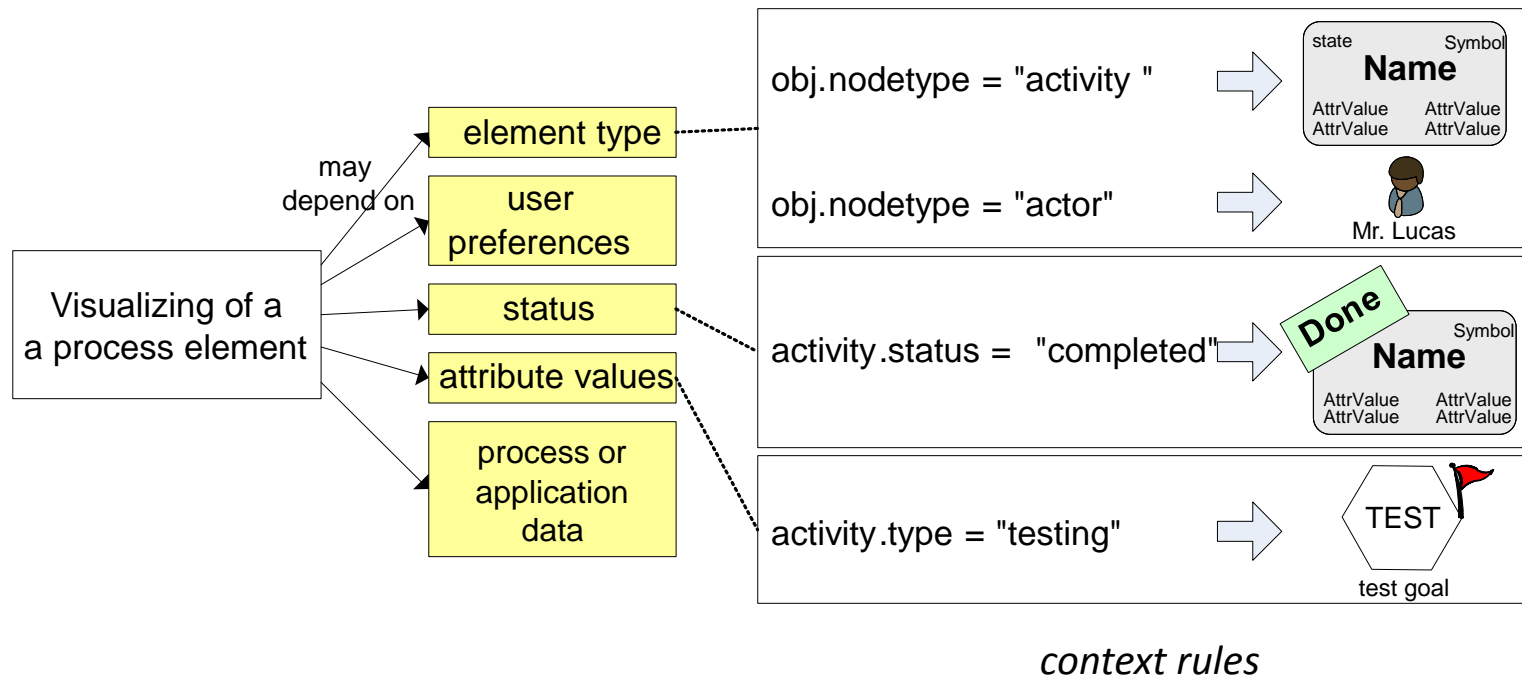 Visualizing of a
a process element
may
depend on
element type
user
preferences
status
attribute values
process or
application
data
obj.nodetype = "activity "
state Symbol
Name
AttrValue AttrValue
AttrValue AttrValue
obj.nodetype = "actor"
Mr. Lucas
activity.status = "completed"
Done
Symbol
Name
AttrValue AttrValue
AttrValue AttrValue
activity.type = "testing"
TEST
test goal
context rules